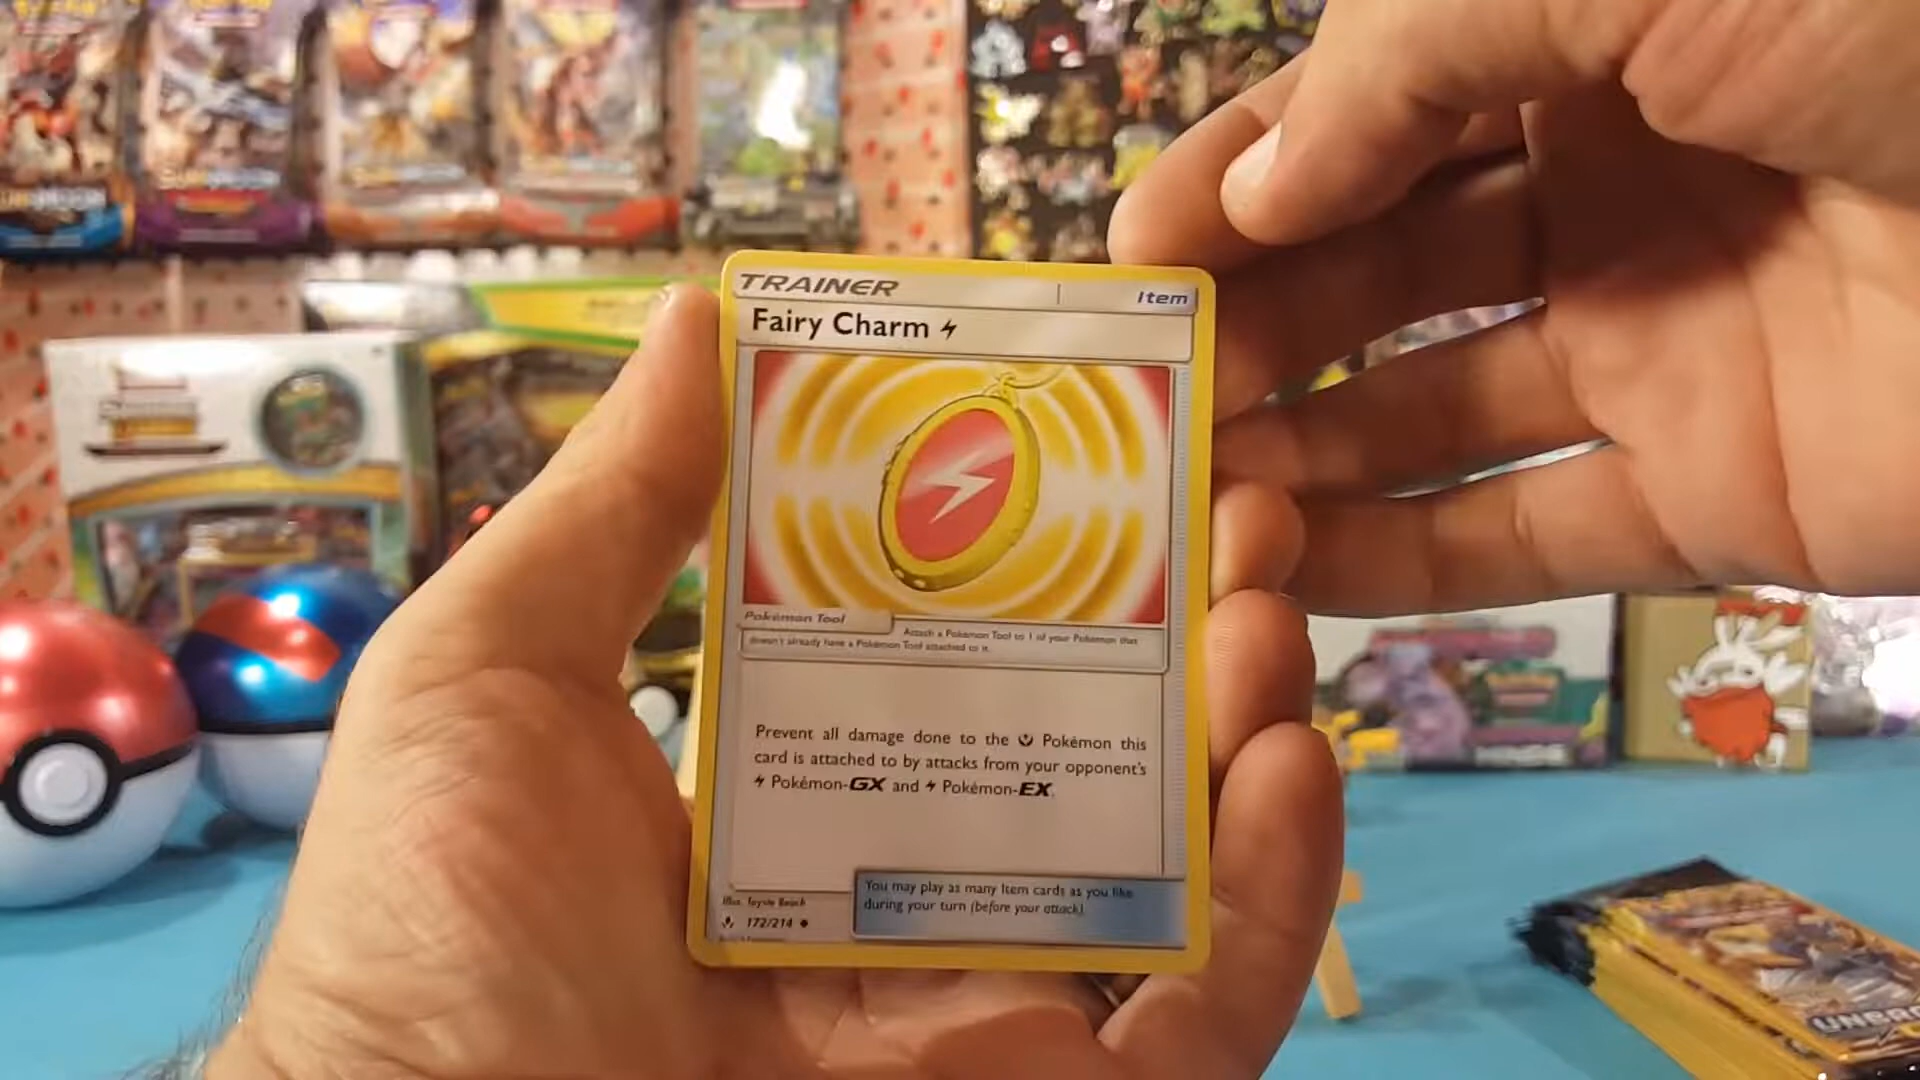 TRAINER
Item
Fairy Charm
Pokémon Tool
Attach a Pokémon Tool to 1 of your Pokémon that
doesn't already have a Pokémon Tool attached to it.
Prevent all damage done to the Pokémon this
card is attached to by attacks from your opponent's
Pokémon-GX and Pokémon-EX.
You may play as many Item cards as you like
during your turn (before your attack).
Illus. Toyste Beach
172/214